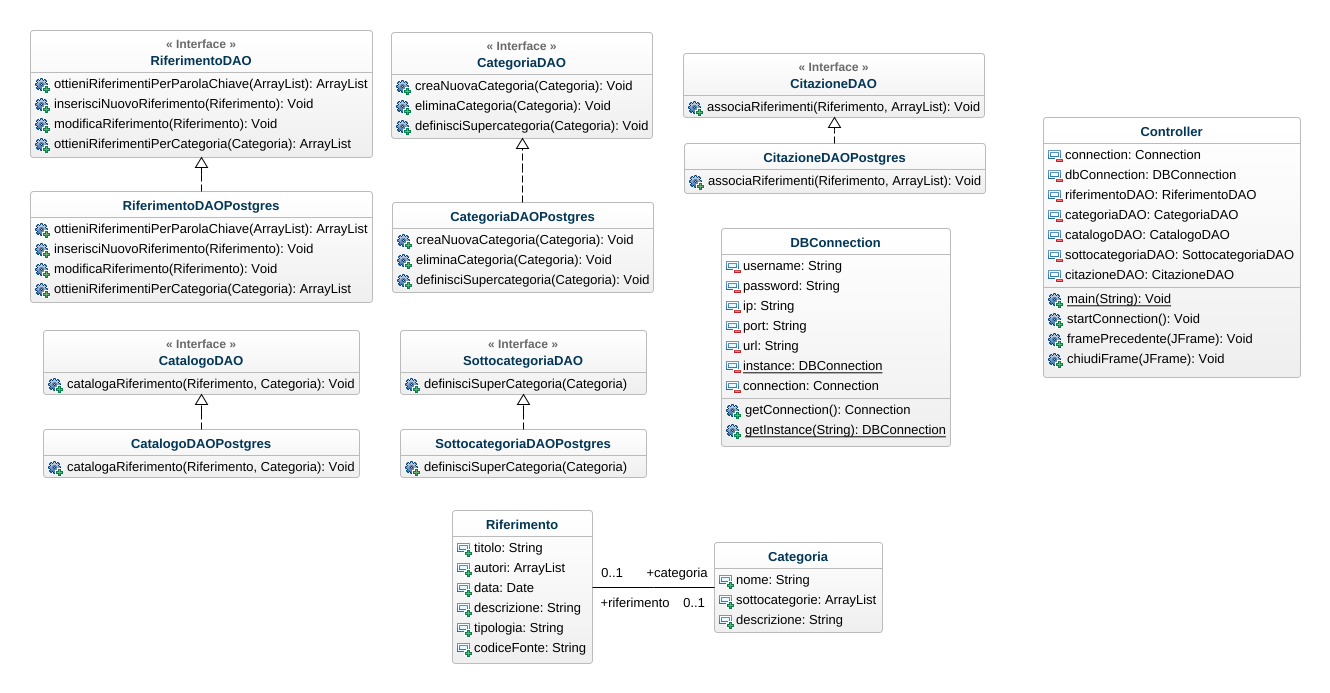 « Interface »
RiferimentoDAO
ottieniRiferimentiPerParolaChiave(ArrayList): ArrayList
inserisciNuovoRiferimento(Riferimento): Void
modificaRiferimento(Riferimento): Void
ottieniRiferimentiPerCategoria(Categoria): ArrayList
RiferimentoDAOPostgres
ottieniRiferimentiPerParolaChiave(ArrayList): ArrayList
inserisciNuovoRiferimento(Riferimento): Void
modificaRiferimento(Riferimento): Void
ottieniRiferimentiPerCategoria(Categoria): ArrayList
« Interface »
CategoriaDAO
creaNuovaCategoria(Categoria): Void
eliminaCategoria(Categoria): Void
definisciSupercategoria(Categoria): Void
CategoriaDAOPostgres
creaNuovaCategoria(Categoria): Void
eliminaCategoria(Categoria): Void
definisciSupercategoria(Categoria): Void
« Interface »
CitazioneDAO
associaRiferimenti(Riferimento, ArrayList): Void
CitazioneDAOPostgres
associaRiferimenti(Riferimento, ArrayList): Void
Controller
connection: Connection
dbConnection: DBConnection
riferimentoDAO: RiferimentoDAO
categoriaDAO: CategoriaDAO
catalogoDAO: CatalogoDAO
sottocategoriaDAO: SottocategoriaDAO
citazioneDAO: CitazioneDAO
main(String): Void
startConnection(): Void
framePrecedente(JFrame): Void
chiudiFrame(JFrame): Void
DBConnection
username: String
password: String
ip: String
port: String
url: String
instance: DBConnection
connection: Connection
getConnection(): Connection
getInstance(String): DBConnection
« Interface »
CatalogoDAO
catalogaRiferimento(Riferimento, Categoria): Void
CatalogoDAOPostgres
catalogaRiferimento(Riferimento, Categoria): Void
« Interface »
SottocategoriaDAO
definisciSuperCategoria(Categoria)
SottocategoriaDAOPostgres
definisciSuperCategoria(Categoria)
Riferimento
titolo: String
autori: ArrayList
data: Date
descrizione: String
tipologia: String
codiceFonte: String
0..1 +categoria
+riferimento 0..1
Categoria
nome: String
sottocategorie: ArrayList
descrizione: String